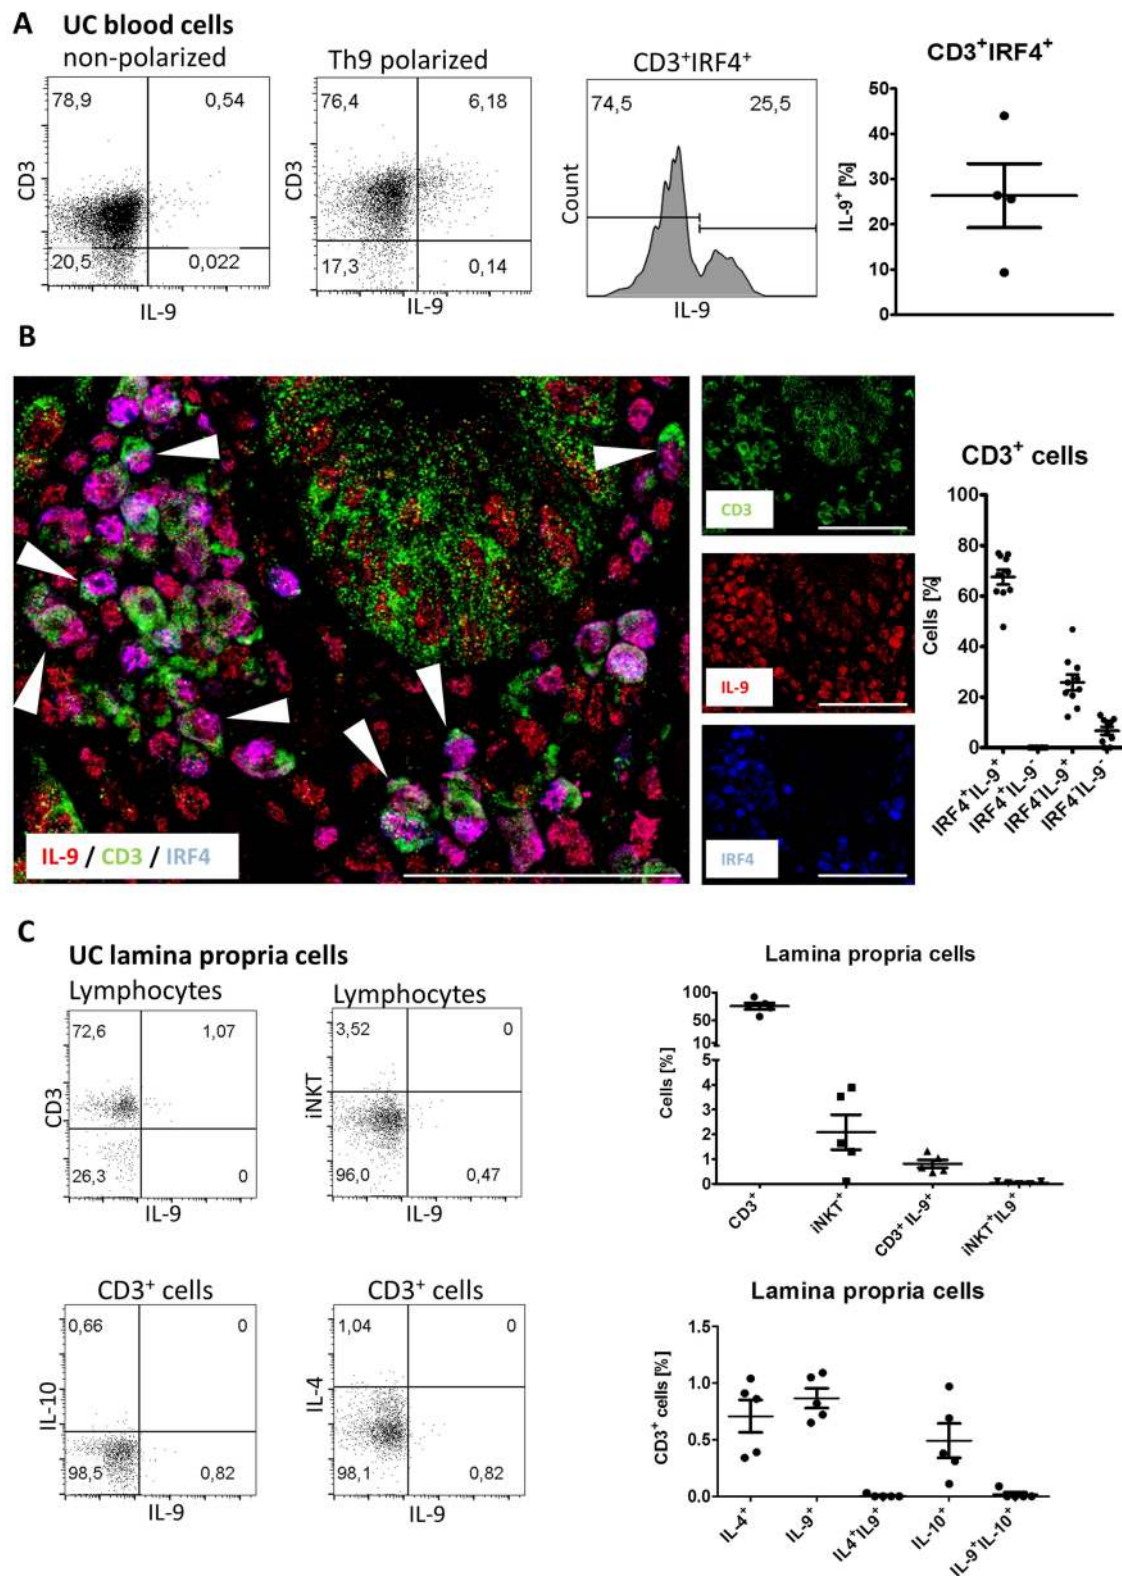 A
UC blood cells
non-polarized
Th9 polarized
CD3⁺IRF4⁺
CD3⁺IRF4⁺
78,9
0,54
20,5
0,022
CD3
IL-9
76,4
6,18
17,3
0,14
CD3
IL-9
74,5
25,5
Count
IL-9
IL-9⁺ [%]
50
40
30
20
10
0
B
IL-9 / CD3 / IRF4
CD3
IL-9
IRF4
CD3⁺ cells
Cells [%]
100
80
60
40
20
0
IRF4⁺IL-9⁺
IRF4⁺IL-9⁻
IRF4⁻IL-9⁺
IRF4⁻IL-9⁻
C
UC lamina propria cells
Lymphocytes
72,6
1,07
26,3
0
CD3
IL-9
Lymphocytes
3,52
0
96,0
0,47
iNKT
IL-9
Lamina propria cells
Cells [%]
100
50
10
5
4
3
2
1
0
CD3⁺
iNKT⁺
CD3⁺ IL-9⁺
iNKT⁺IL9⁺
CD3⁺ cells
0,66
0
98,5
0,82
IL-10
IL-9
CD3⁺ cells
1,04
0
98,1
0,82
IL-4
IL-9
Lamina propria cells
CD3⁺ cells [%]
1.5
1.0
0.5
0.0
IL-4⁺
IL-9⁺
IL4⁺IL9⁺
IL-10⁺
IL-9⁺IL-10⁺